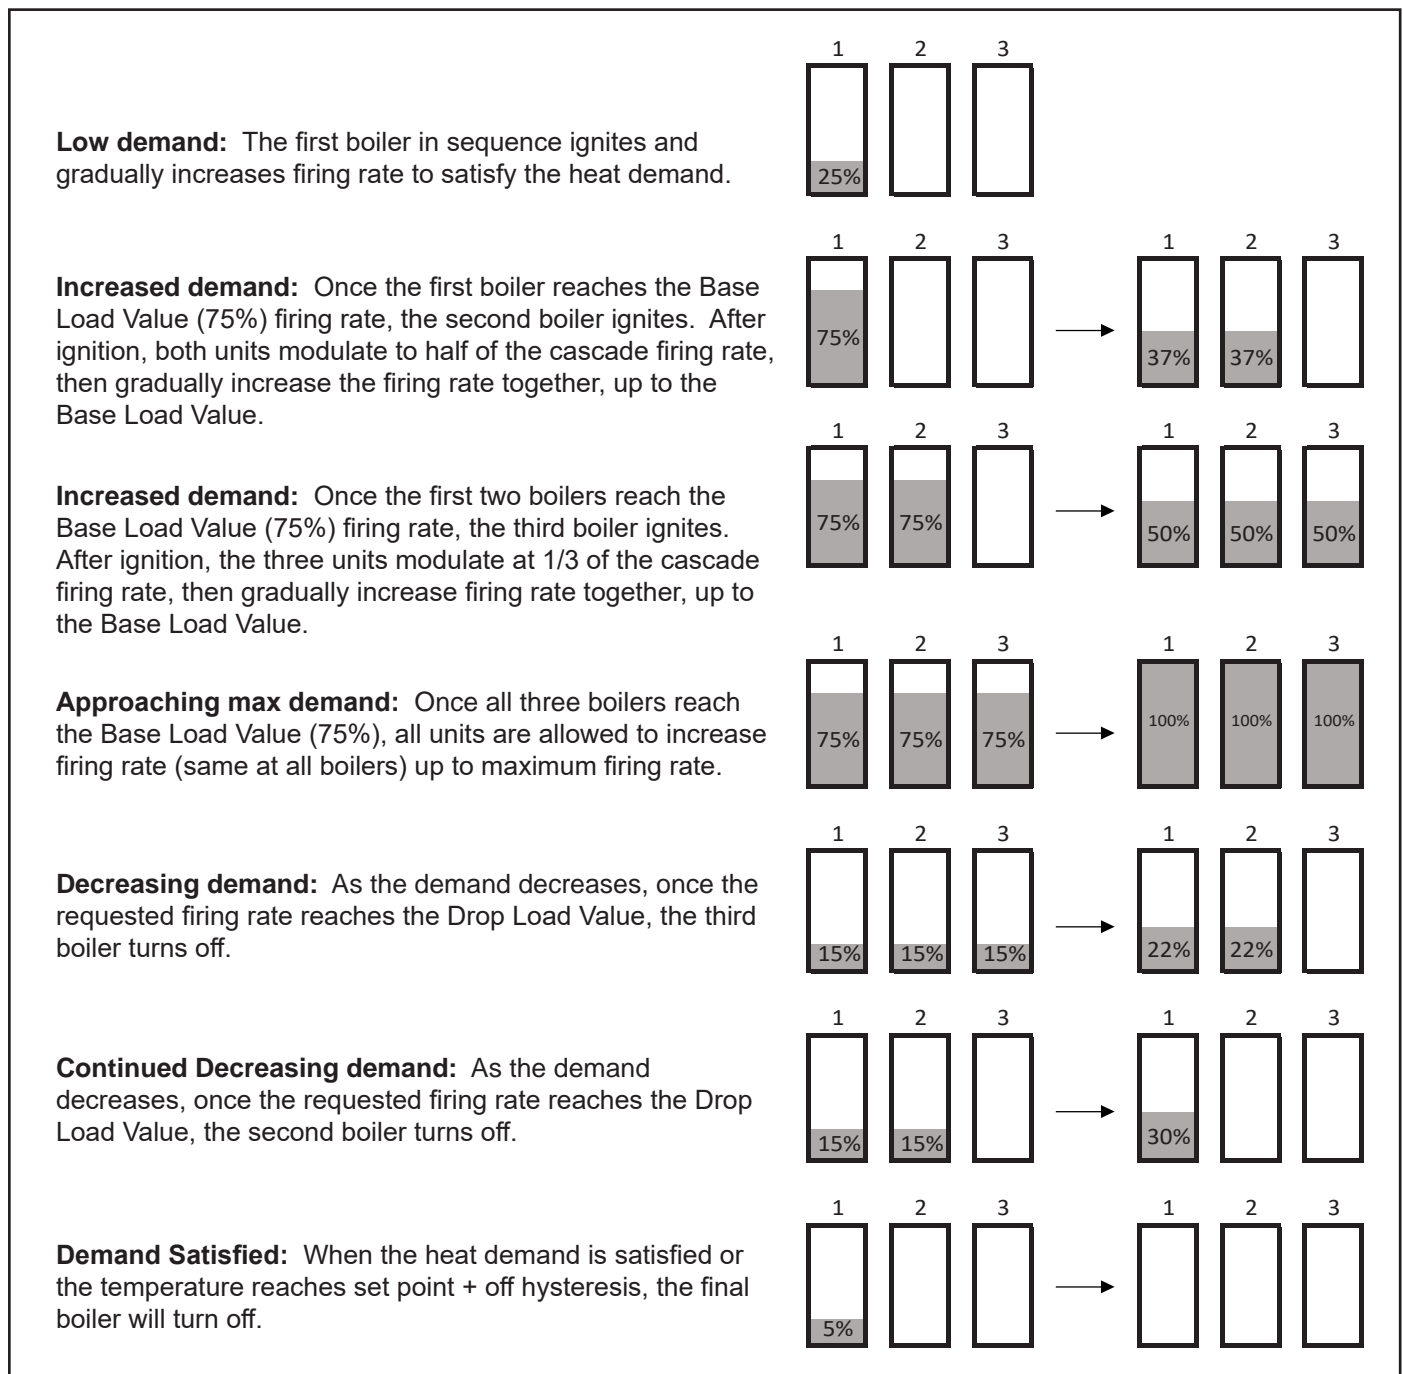 1 2 3
Low demand: The first boiler in sequence ignites and
gradually increases firing rate to satisfy the heat demand.
25%
1 2 3 1 2 3
Increased demand: Once the first boiler reaches the Base
Load Value (75%) firing rate, the second boiler ignites. After
ignition, both units modulate to half of the cascade firing rate,
then gradually increase the firing rate together, up to the
Base Load Value.
75% 37% 37%
1 2 3 1 2 3
Increased demand: Once the first two boilers reach the
Base Load Value (75%) firing rate, the third boiler ignites.
After ignition, the three units modulate at 1/3 of the cascade
firing rate, then gradually increase firing rate together, up to
the Base Load Value.
75% 75% 50% 50% 50%
1 2 3 1 2 3
Approaching max demand: Once all three boilers reach
the Base Load Value (75%), all units are allowed to increase
firing rate (same at all boilers) up to maximum firing rate.
75% 75% 75% 100% 100% 100%
1 2 3 1 2 3
Decreasing demand: As the demand decreases, once the
requested firing rate reaches the Drop Load Value, the third
boiler turns off.
15% 15% 15% 22% 22%
1 2 3 1 2 3
Continued Decreasing demand: As the demand
decreases, once the requested firing rate reaches the Drop
Load Value, the second boiler turns off.
15% 15% 30%
1 2 3 1 2 3
Demand Satisfied: When the heat demand is satisfied or
the temperature reaches set point + off hysteresis, the final
boiler will turn off.
5%